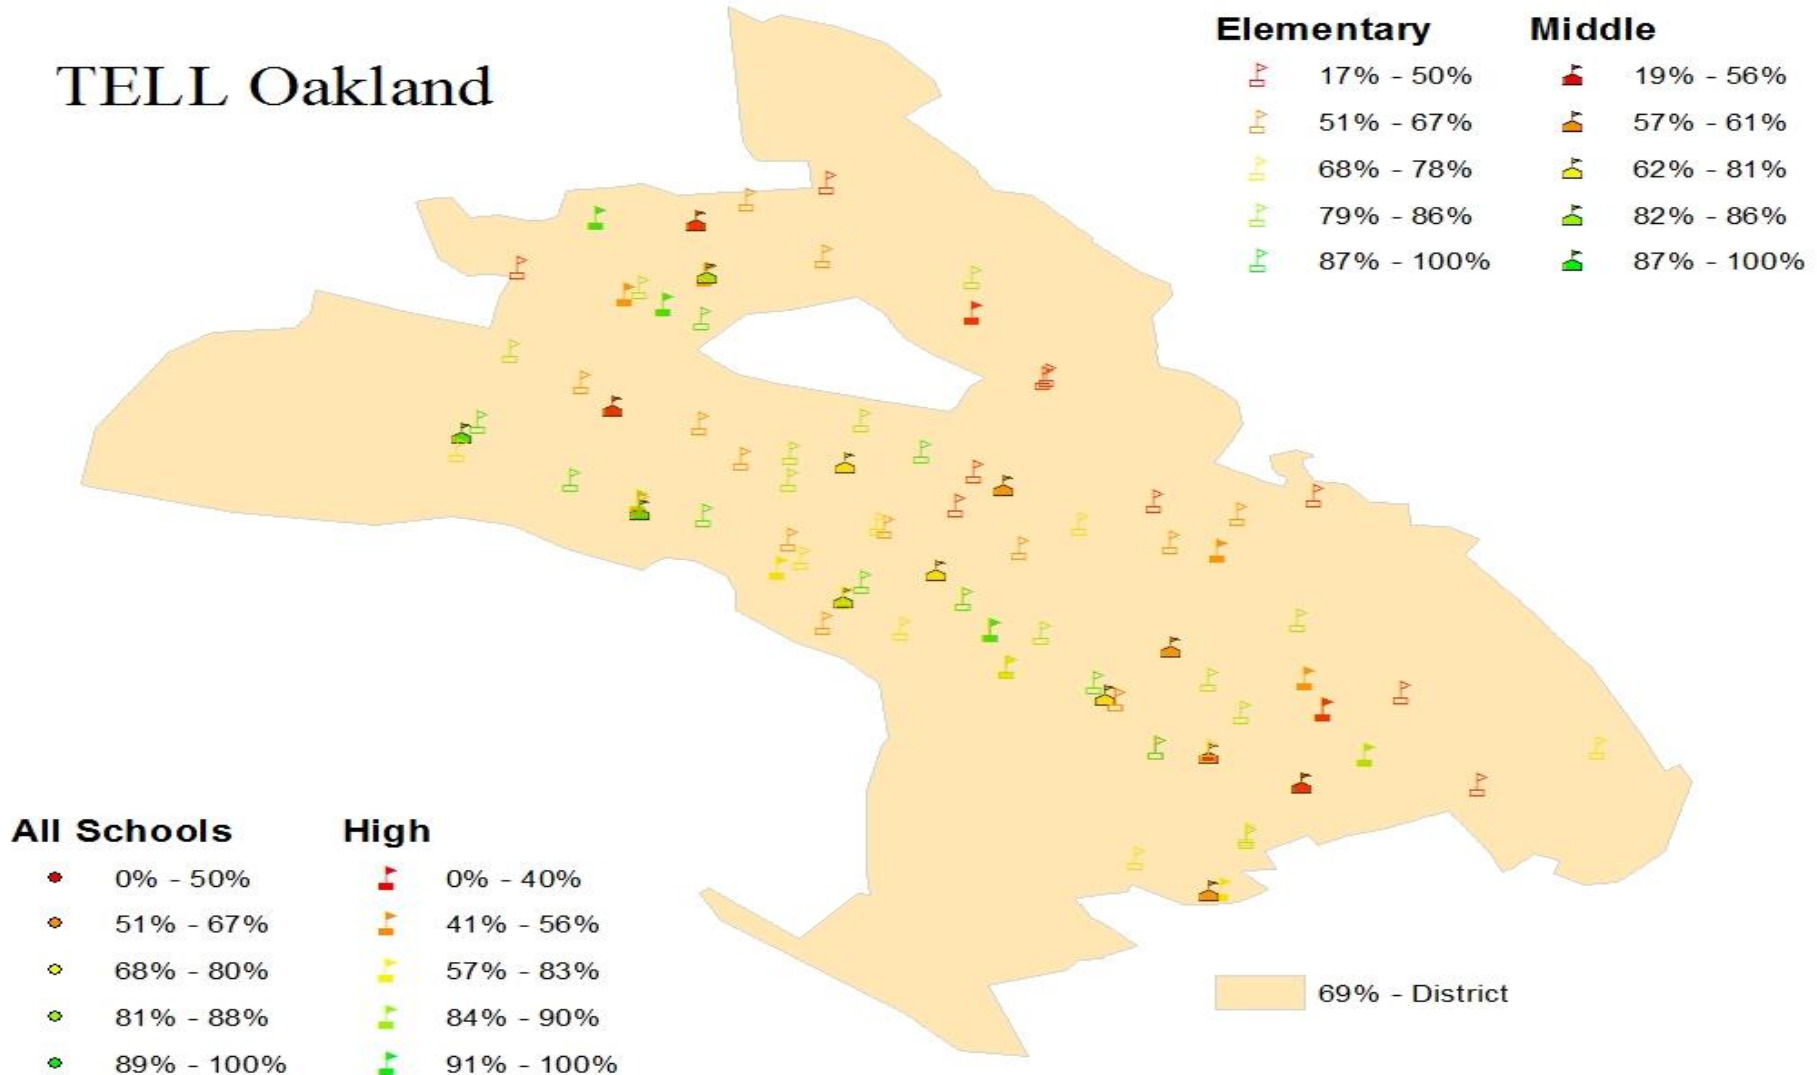 TELL Oakland
Elementary
17% - 50%
51% - 67%
68% - 78%
79% - 86%
87% - 100%
Middle
19% - 56%
57% - 61%
62% - 81%
82% - 86%
87% - 100%
All Schools
0% - 50%
51% - 67%
68% - 80%
81% - 88%
89% - 100%
High
0% - 40%
41% - 56%
57% - 83%
84% - 90%
91% - 100%
69% - District